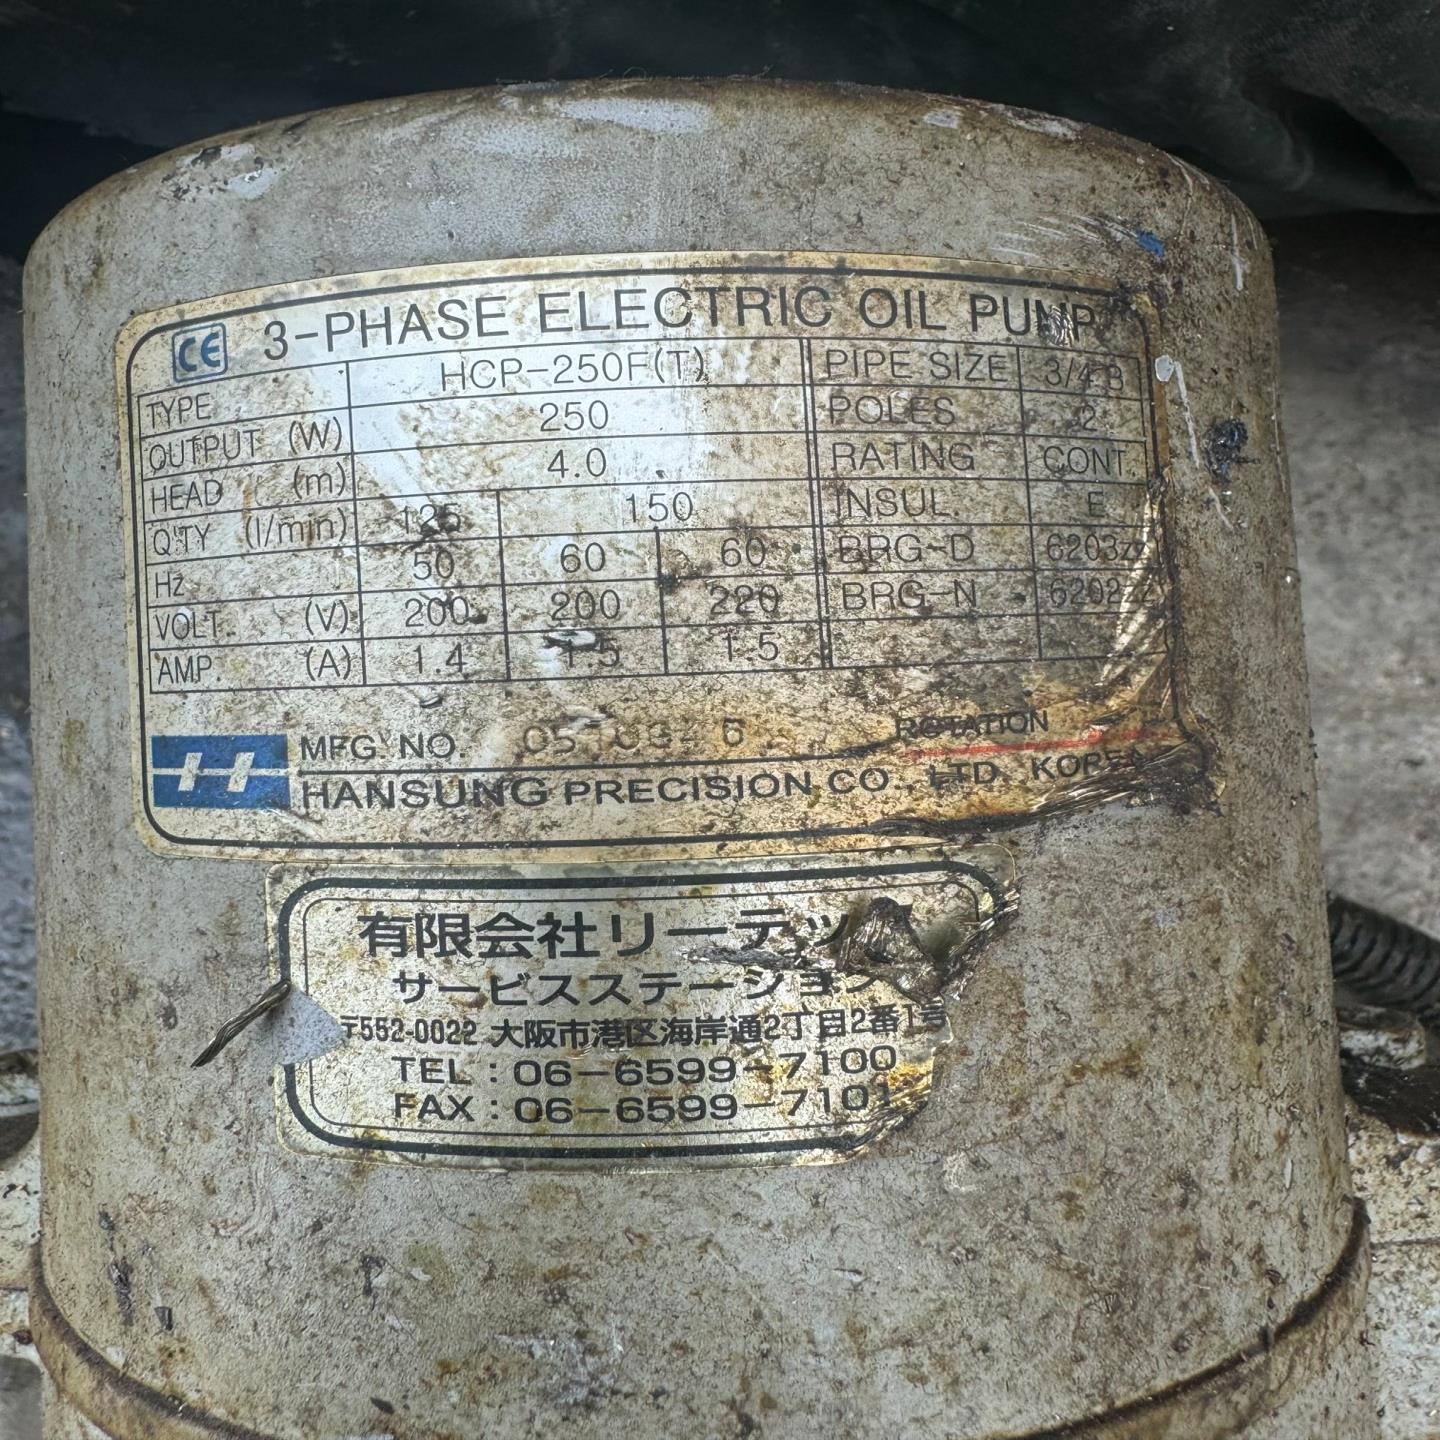 CE 3-PHASE ELECTRIC OIL PUMP
TYPE HCP-250F(T) PIPE SIZE 3/4 B
OUTPUT (W) 250 POLES 2
HEAD (m) 4.0 RATING CONT.
Q'TY (l/min) 125 150 INSUL. E
Hz 50 60 60 BRG-D 6203zz
VOLT. (V) 200 200 220 BRG-N 6202zz
AMP. (A) 1.4 1.5 1.5
MFG NO. ROTATION
HANSUNG PRECISION CO., LTD. KOREA
有限会社リーテッ
サービスステーション
〒552-0022 大阪市港区海岸通2丁目2番1号
TEL : 06-6599-7100
FAX : 06-6599-7101